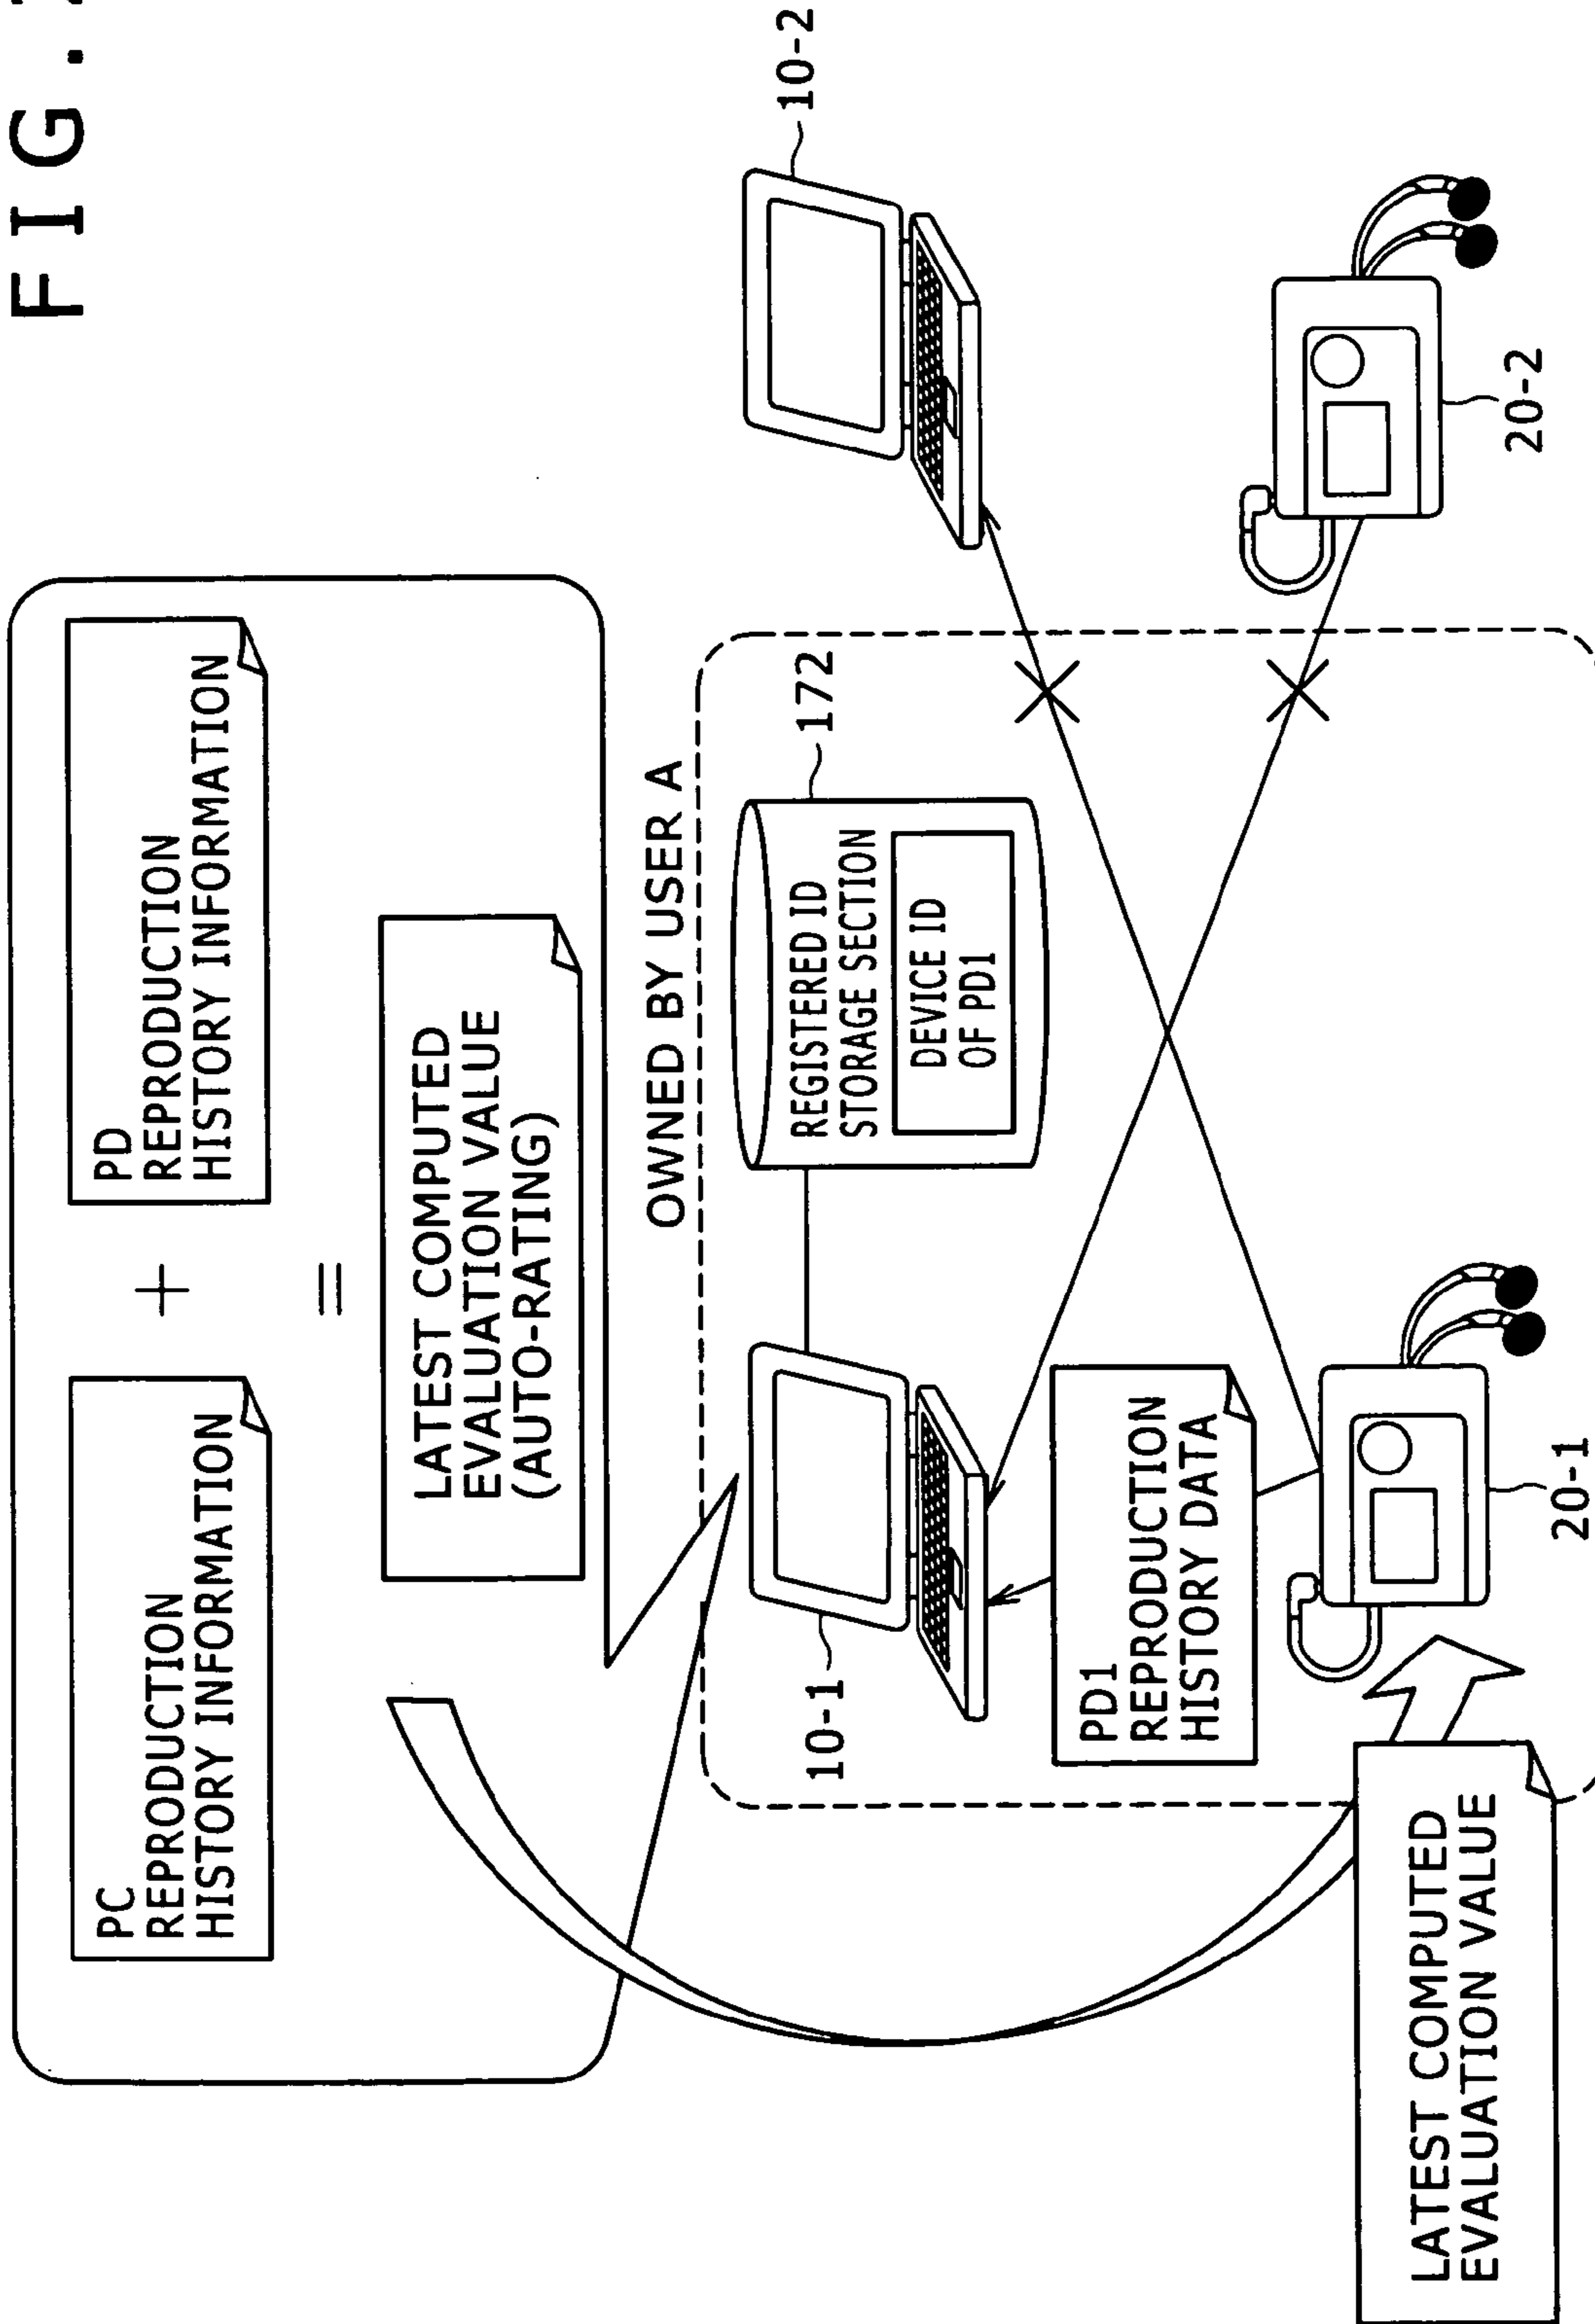 FIG.
PC
REPRODUCTION
HISTORY INFORMATION
+
PD
REPRODUCTION
HISTORY INFORMATION
=
LATEST COMPUTED
EVALUATION VALUE
(AUTO-RATING)
OWNED BY USER A
10-1
REGISTERED ID
STORAGE SECTION
DEVICE ID
OF PD1
172
10-2
PD1
REPRODUCTION
HISTORY DATA
20-1
20-2
LATEST COMPUTED
EVALUATION VALUE